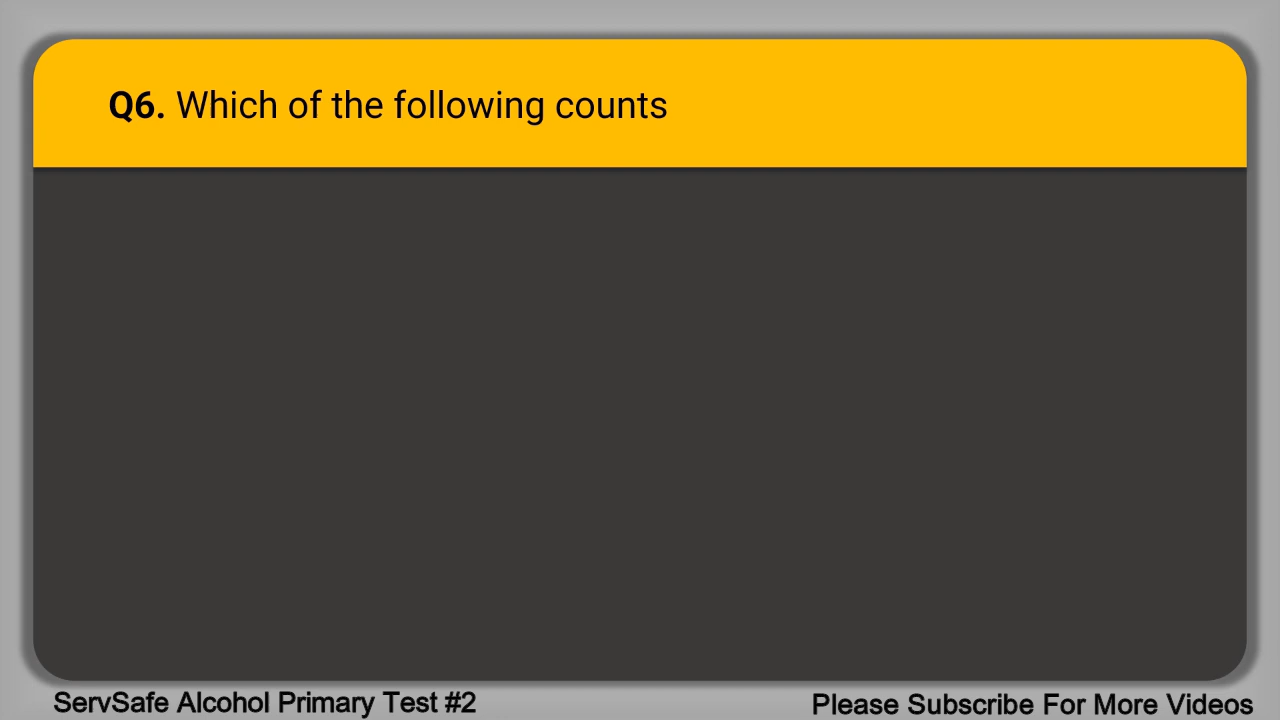 Q6. Which of the following counts
ServSafe Alcohol Primary Test #2
Please Subscribe For More Videos